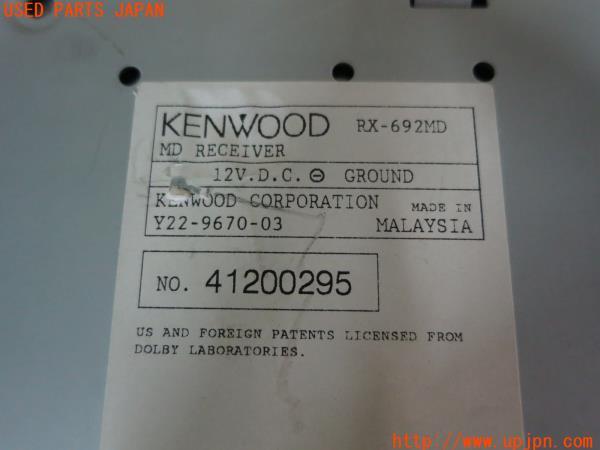 USED PARTS JAPAN
KENWOOD RX-692MD
MD RECEIVER
12V.D.C. ⊖ GROUND
KENWOOD CORPORATION MADE IN
Y22-9670-03 MALAYSIA
NO. 41200295
US AND FOREIGN PATENTS LICENSED FROM
DOLBY LABORATORIES.
http://www.upjpn.com/